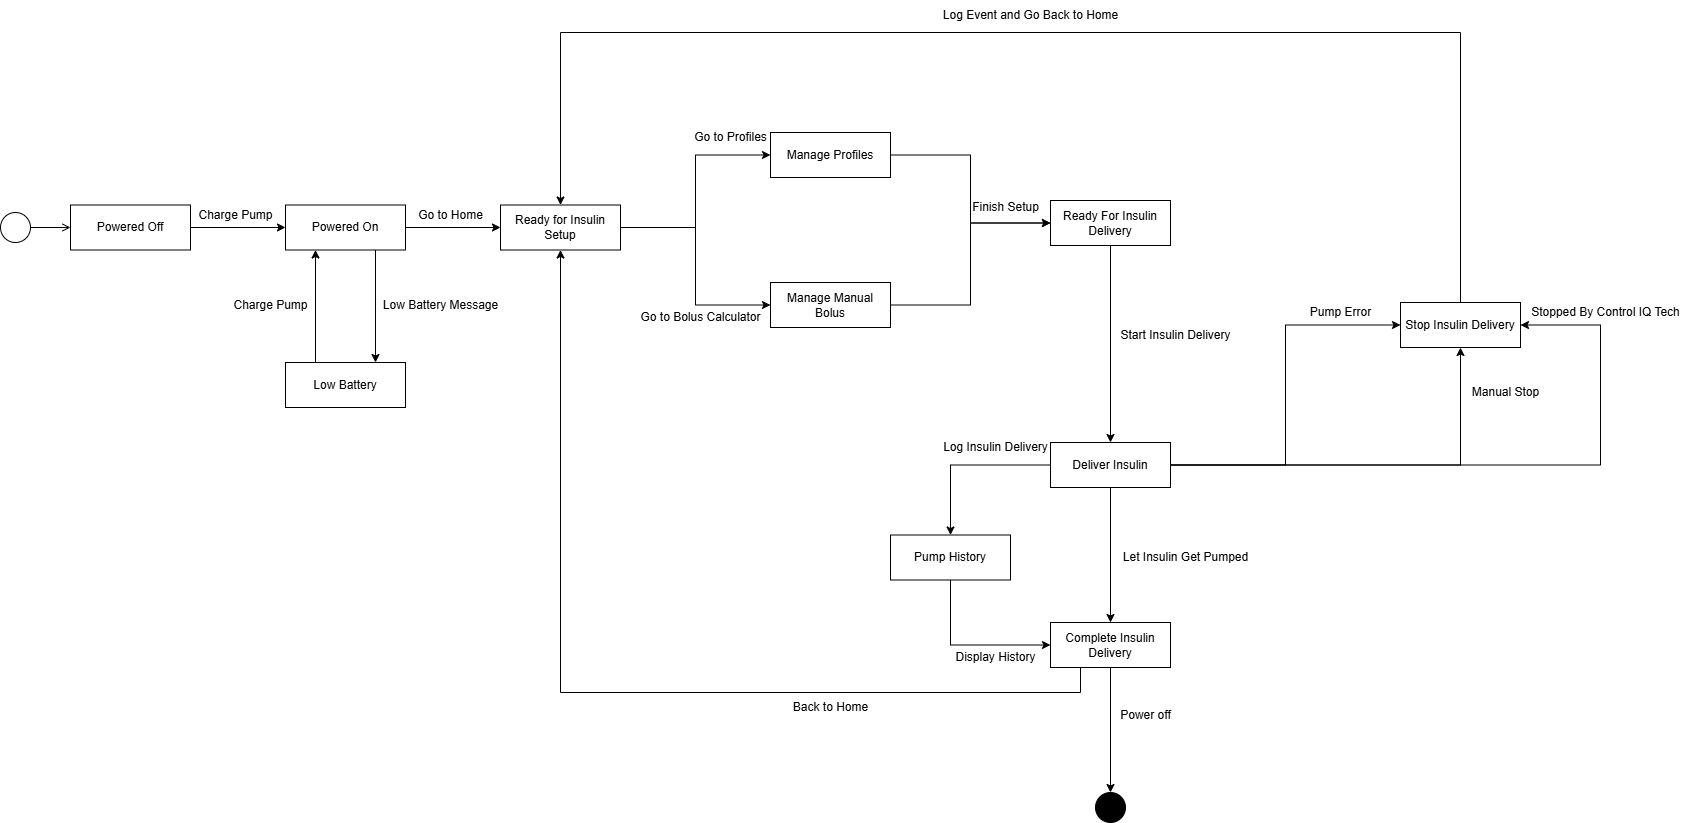 Log Event and Go Back to Home
Go to Profiles
Manage Profiles
Powered Off
Charge Pump
Powered On
Go to Home
Ready for Insulin
Setup
Finish Setup
Ready For Insulin
Delivery
Charge Pump
Low Battery Message
Go to Bolus Calculator
Manage Manual
Bolus
Low Battery
Start Insulin Delivery
Pump Error
Stop Insulin Delivery
Stopped By Control IQ Tech
Manual Stop
Log Insulin Delivery
Deliver Insulin
Pump History
Let Insulin Get Pumped
Display History
Complete Insulin
Delivery
Back to Home
Power off